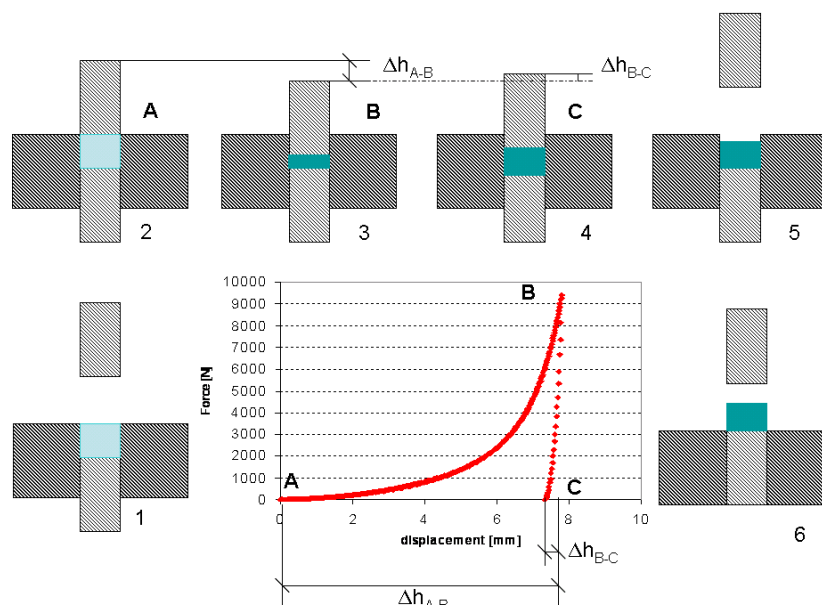 Δh_A-B
Δh_B-C
A
B
C
2
3
4
5
10000
9000
8000
7000
6000
5000
4000
3000
2000
1000
0
Force [N]
B
A
C
0
2
4
6
8
10
displacement [mm]
Δh_B-C
Δh_A-B
1
6